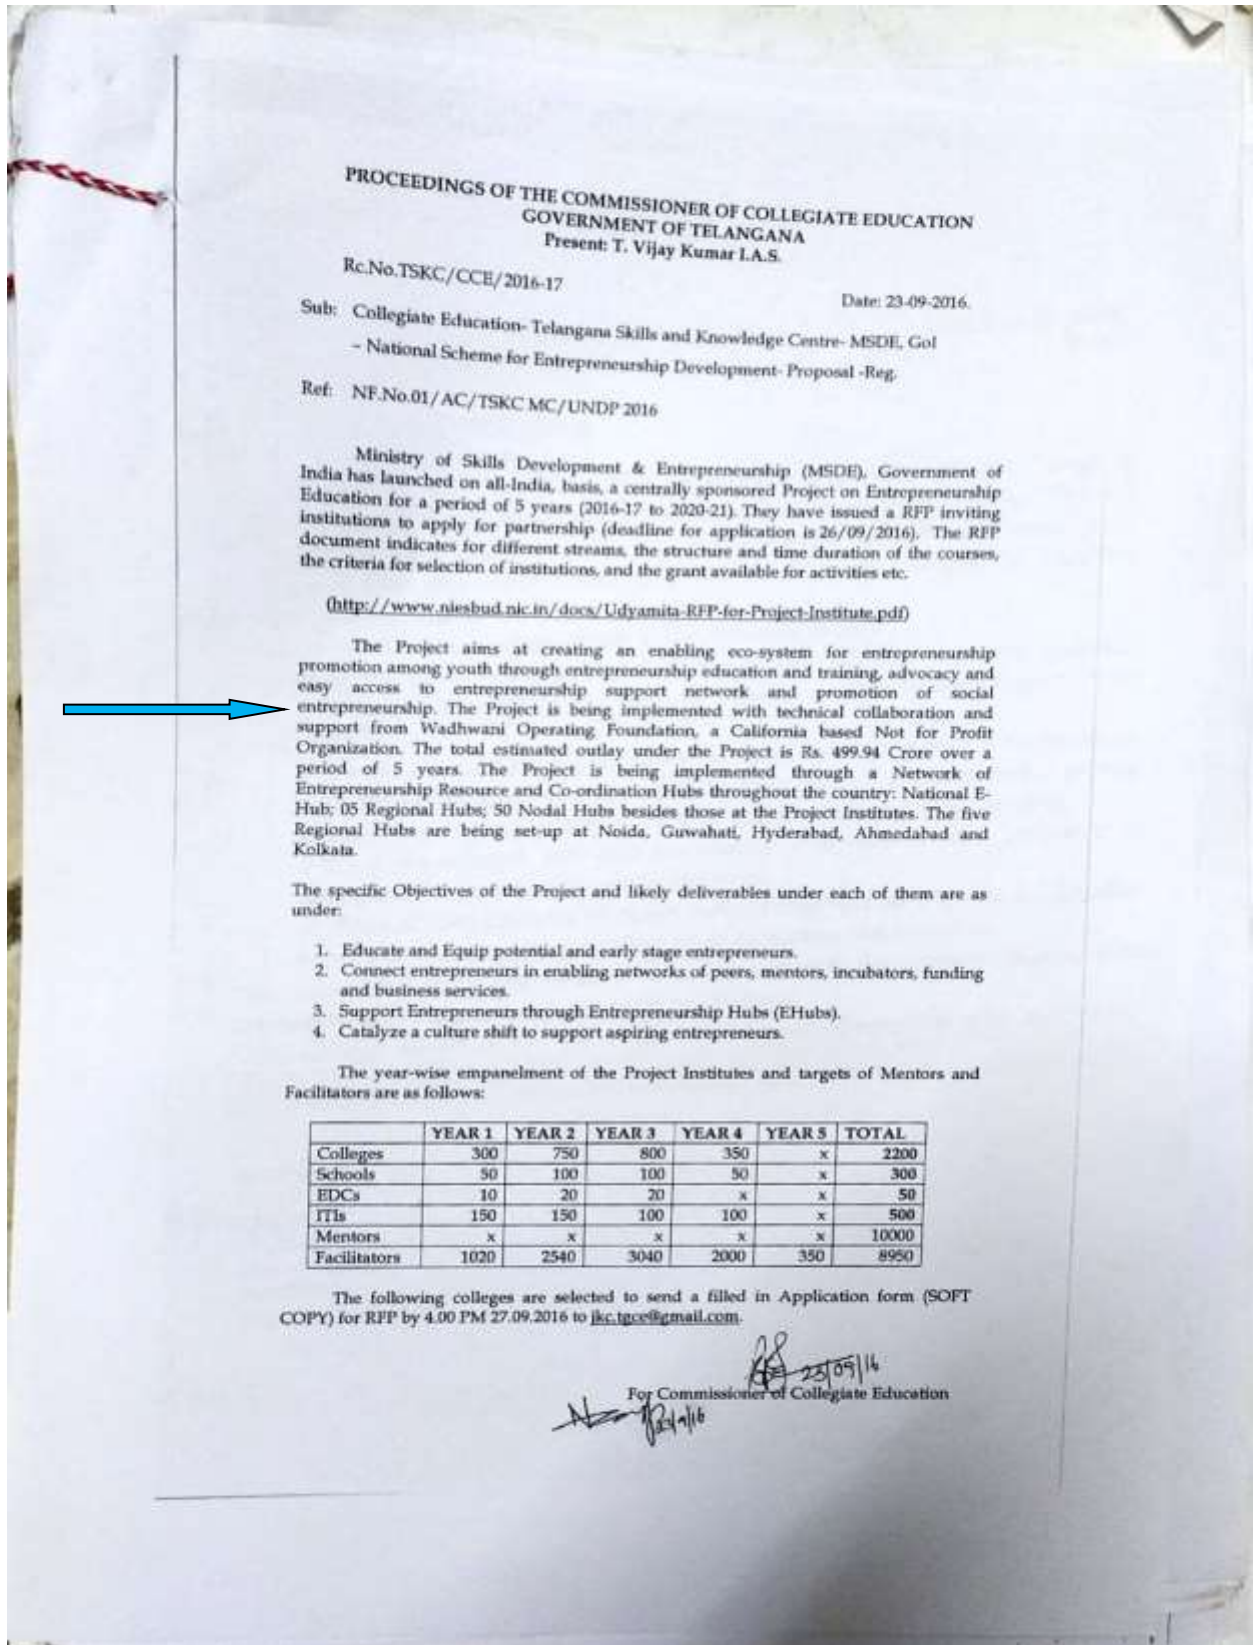 PROCEEDINGS OF THE COMMISSIONER OF COLLEGIATE EDUCATION
GOVERNMENT OF TELANGANA
Present: T. Vijay Kumar I.A.S.
Rc.No.TSKC/CCE/2016-17
Date: 23-09-2016.
Sub: Collegiate Education- Telangana Skills and Knowledge Centre- MSDE, GoI
– National Scheme for Entrepreneurship Development- Proposal -Reg.
Ref: NF.No.01/AC/TSKC MC/UNDP 2016
Ministry of Skills Development & Entrepreneurship (MSDE), Government of
India has launched on all-India, basis, a centrally sponsored Project on Entrepreneurship
Education for a period of 5 years (2016-17 to 2020-21). They have issued a RFP inviting
institutions to apply for partnership (deadline for application is 26/09/2016). The RFP
document indicates for different streams, the structure and time duration of the courses,
the criteria for selection of institutions, and the grant available for activities etc.
(http://www.niesbud.nic.in/docs/Udyamita-RFP-for-Project-Institute.pdf)
The Project aims at creating an enabling eco-system for entrepreneurship
promotion among youth through entrepreneurship education and training, advocacy and
easy access to entrepreneurship support network and promotion of social
entrepreneurship. The Project is being implemented with technical collaboration and
support from Wadhwani Operating Foundation, a California based Not for Profit
Organization. The total estimated outlay under the Project is Rs. 499.94 Crore over a
period of 5 years. The Project is being implemented through a Network of
Entrepreneurship Resource and Co-ordination Hubs throughout the country: National E-
Hub; 05 Regional Hubs; 50 Nodal Hubs besides those at the Project Institutes. The five
Regional Hubs are being set-up at Noida, Guwahati, Hyderabad, Ahmedabad and
Kolkata.
The specific Objectives of the Project and likely deliverables under each of them are as
under:
1. Educate and Equip potential and early stage entrepreneurs.
2. Connect entrepreneurs in enabling networks of peers, mentors, incubators, funding
and business services.
3. Support Entrepreneurs through Entrepreneurship Hubs (EHubs).
4. Catalyze a culture shift to support aspiring entrepreneurs.
The year-wise empanelment of the Project Institutes and targets of Mentors and
Facilitators are as follows:
YEAR 1 YEAR 2 YEAR 3 YEAR 4 YEAR 5 TOTAL
Colleges 300 750 800 350 x 2200
Schools 50 100 100 50 x 300
EDCs 10 20 20 x x 50
ITIs 150 150 100 100 x 500
Mentors x x x x x 10000
Facilitators 1020 2540 3040 2000 350 8950
The following colleges are selected to send a filled in Application form (SOFT
COPY) for RFP by 4.00 PM 27.09.2016 to jkc.tgce@gmail.com.
23/09/16
For Commissioner of Collegiate Education